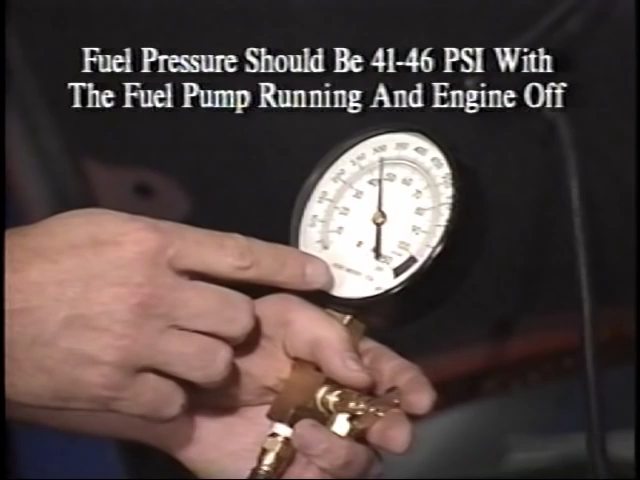 Fuel Pressure Should Be 41-46 PSI With
The Fuel Pump Running And Engine Off